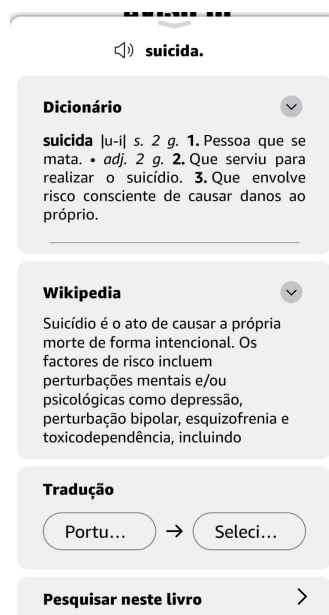 suicida.
Dicionário
suicida |u-i| s. 2 g. 1. Pessoa que se
mata. • adj. 2 g. 2. Que serviu para
realizar o suicídio. 3. Que envolve
risco consciente de causar danos ao
próprio.
Wikipedia
Suicídio é o ato de causar a própria
morte de forma intencional. Os
factores de risco incluem
perturbações mentais e/ou
psicológicas como depressão,
perturbação bipolar, esquizofrenia e
toxicodependência, incluindo
Tradução
Portu... → Seleci...
Pesquisar neste livro